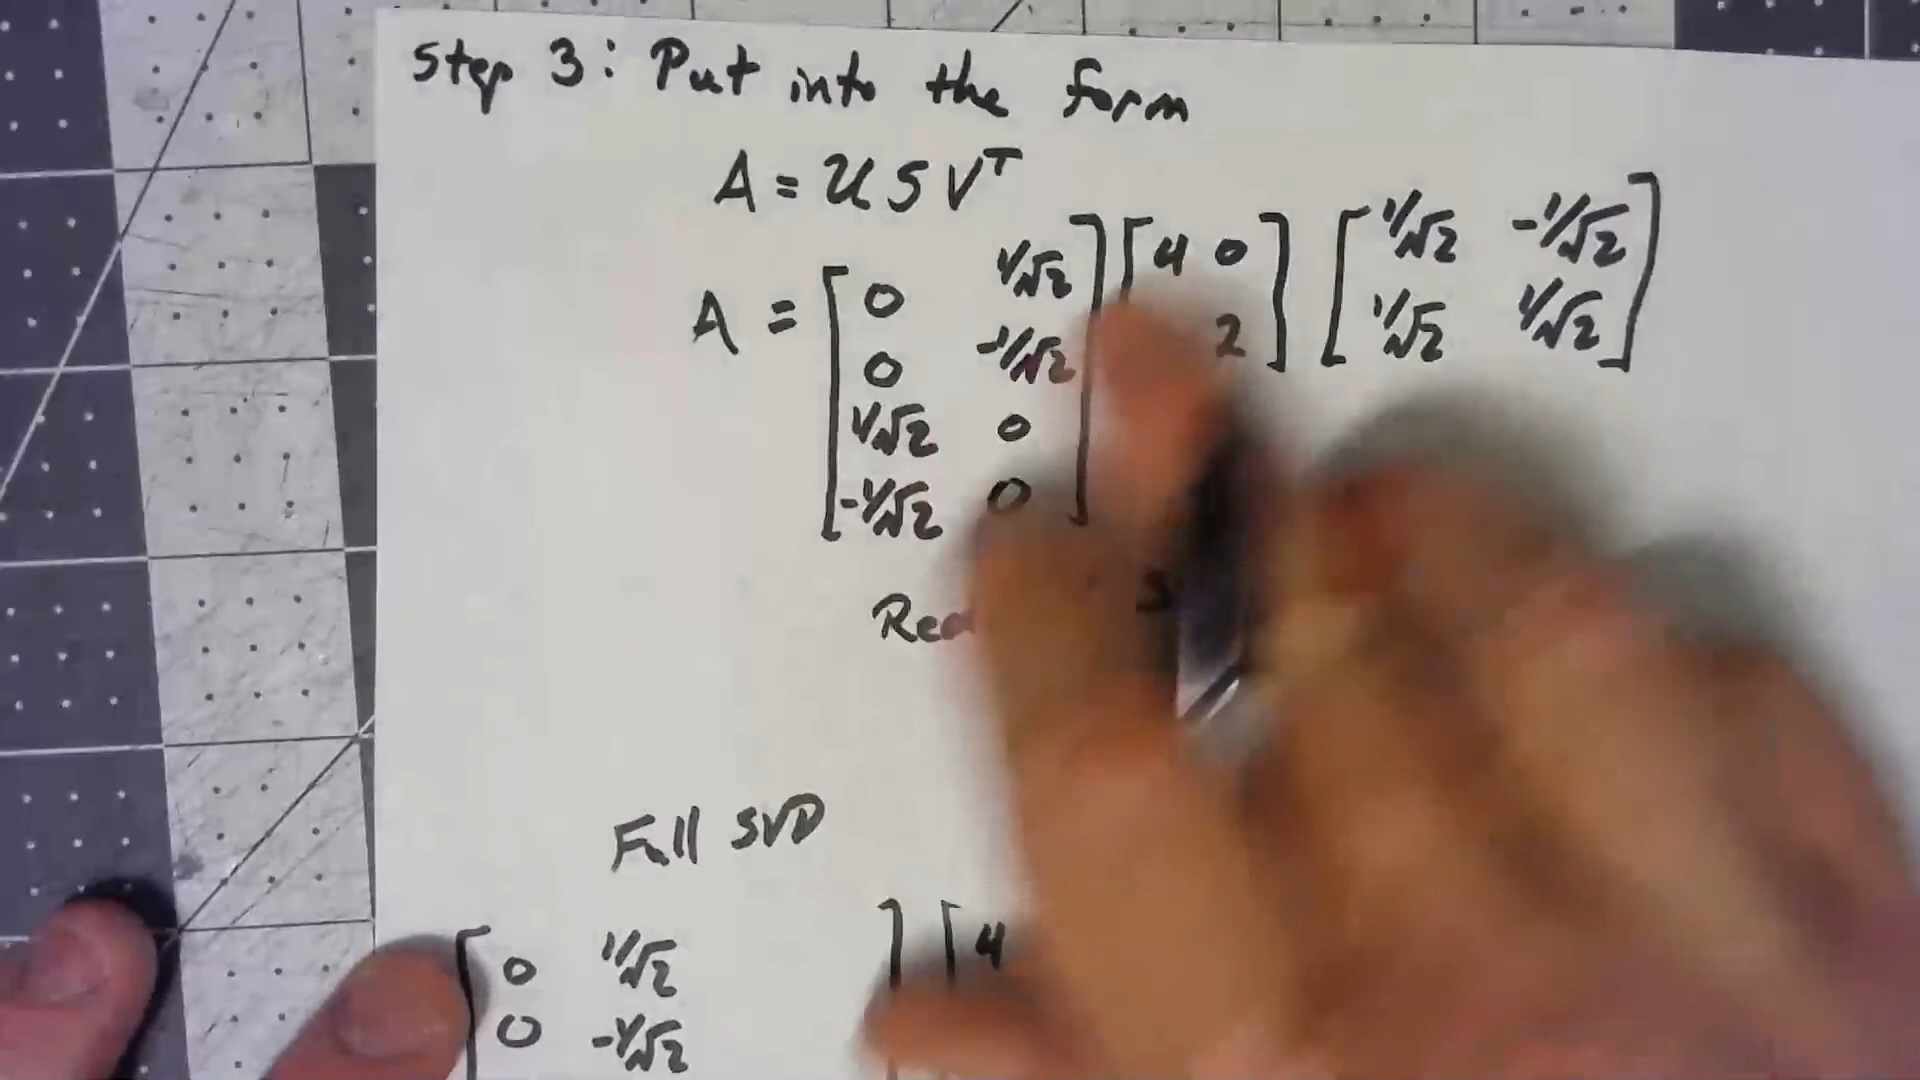 Step 3: Put into the form
A = U S V^T
A = [0 1/√2; 0 -1/√2; 1/√2 0; -1/√2 0] [4 0; 2] [1/√2 -1/√2; 1/√2 1/√2]
Full SVD
[0 1/√2 ] [4
0 -1/√2